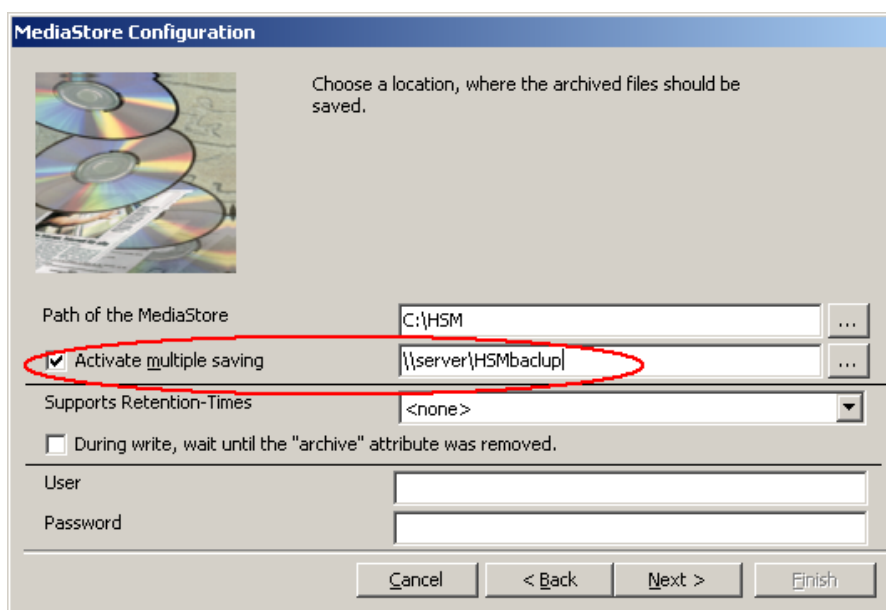 MediaStore Configuration
Choose a location, where the archived files should be
saved.
Path of the MediaStore
C:\HSM
...
Activate multiple saving
\\server\HSMbaclup
...
Supports Retention-Times
<none>
During write, wait until the "archive" attribute was removed.
User
Password
Cancel
< Back
Next >
Finish